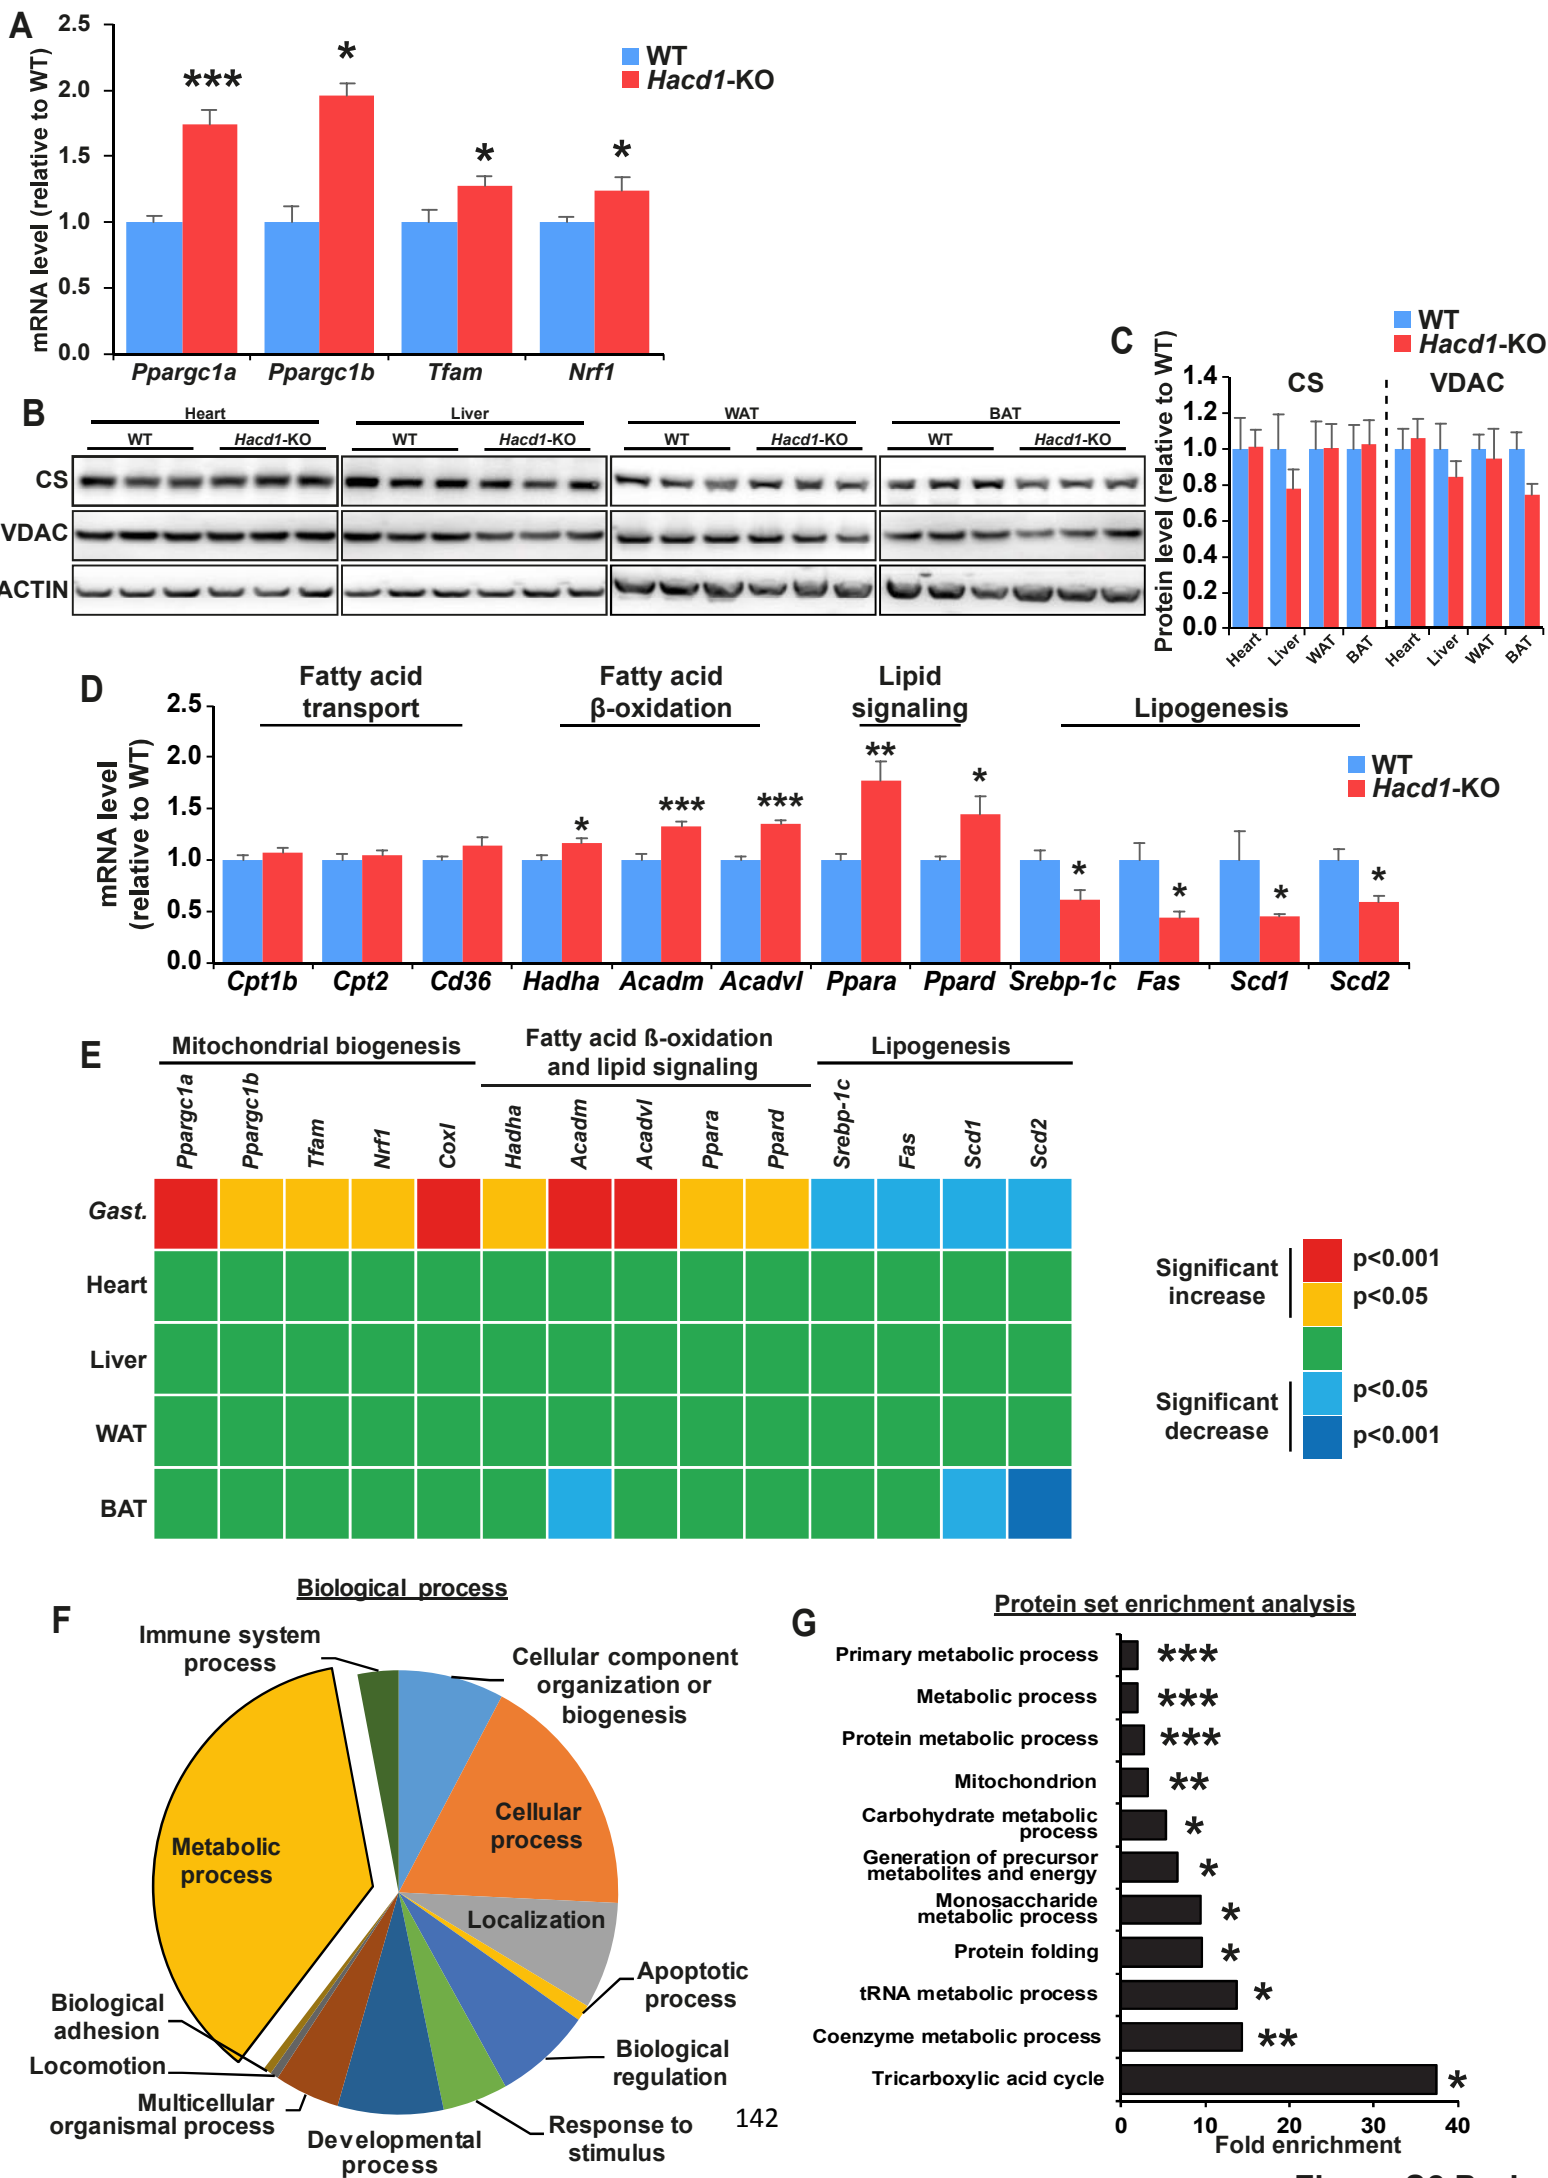 A
mRNA level (relative to WT)
2.5
2.0
1.5
1.0
0.5
0.0
***
*
*
*
WT
Hacd1-KO
Ppargc1a Ppargc1b Tfam Nrf1
B
Heart Liver WAT BAT
WT Hacd1-KO WT Hacd1-KO WT Hacd1-KO WT Hacd1-KO
CS
VDAC
ACTIN
C
WT
Hacd1-KO
Protein level (relative to WT)
CS VDAC
1.4
1.2
1.0
0.8
0.6
0.4
0.2
0.0
Heart Liver WAT BAT Heart Liver WAT BAT
D
Fatty acid
transport
Fatty acid
β-oxidation
Lipid
signaling
Lipogenesis
mRNA level
(relative to WT)
2.5
2.0
1.5
1.0
0.5
0.0
* *** *** ** * * * * *
WT
Hacd1-KO
Cpt1b Cpt2 Cd36 Hadha Acadm Acadvl Ppara Ppard Srebp-1c Fas Scd1 Scd2
E
Mitochondrial biogenesis
Fatty acid ß-oxidation
and lipid signaling
Lipogenesis
Ppargc1a Ppargc1b Tfam Nrf1 CoxI Hadha Acadm Acadvl Ppara Ppard Srebp-1c Fas Scd1 Scd2
Gast.
Heart
Liver
WAT
BAT
Significant
increase
p<0.001
p<0.05
Significant
decrease
p<0.05
p<0.001
F
Biological process
Immune system
process
Cellular component
organization or
biogenesis
Cellular
process
Metabolic
process
Localization
Apoptotic
process
Biological
adhesion
Biological
regulation
Locomotion
Multicellular
organismal process
Response to
stimulus
Developmental
process
142
G
Protein set enrichment analysis
Primary metabolic process ***
Metabolic process ***
Protein metabolic process ***
Mitochondrion **
Carbohydrate metabolic
process *
Generation of precursor
metabolites and energy *
Monosaccharide
metabolic process *
Protein folding *
tRNA metabolic process *
Coenzyme metabolic process **
Tricarboxylic acid cycle *
0 10 20 30 40
Fold enrichment